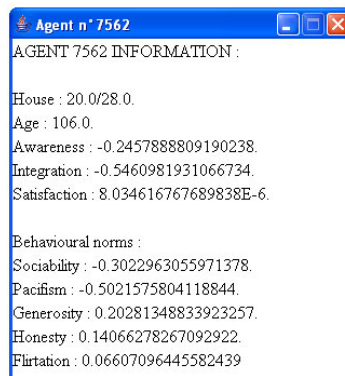 Agent n°7562
AGENT 7562 INFORMATION :
House : 20.0/28.0.
Age : 106.0.
Awareness : -0.2457888809190238.
Integration : -0.5460981931066734.
Satisfaction : 8.034616767689838E-6.
Behavioural norms :
Sociability : -0.3022963055971378.
Pacifism : -0.5021575804118844.
Generosity : 0.20281348833923257.
Honesty : 0.14066278267092922.
Flirtation : 0.06607096445582439